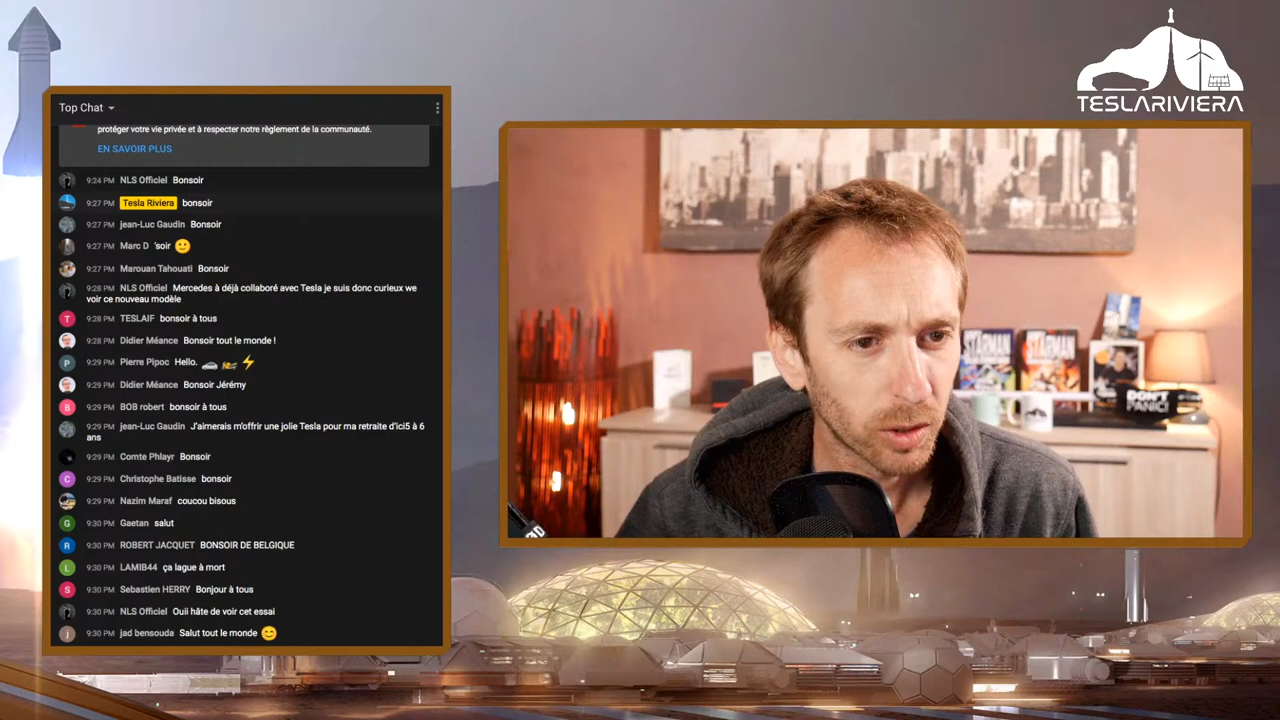 TESLARIVIERA
Top Chat
protéger votre vie privée et à respecter notre règlement de la communauté.
EN SAVOIR PLUS
9:24 PM NLS Officiel Bonsoir
9:27 PM Tesla Riviera bonsoir
9:27 PM jean-Luc Gaudin Bonsoir
9:27 PM Marc D 'soir 🙂
9:27 PM Marouan Tahouati Bonsoir
9:28 PM NLS Officiel Mercedes à déjà collaboré avec Tesla je suis donc curieux we
voir ce nouveau modèle
T 9:28 PM TESLAIF bonsoir à tous
9:28 PM Didier Méance Bonsoir tout le monde !
P 9:29 PM Pierre Pipoc Hello.
9:29 PM Didier Méance Bonsoir Jérémy
B 9:29 PM BOB robert bonsoir à tous
9:29 PM jean-Luc Gaudin J'aimerais m'offrir une jolie Tesla pour ma retraite d'ici5 à 6
ans
9:29 PM Comte Phlayr Bonsoir
C 9:29 PM Christophe Batisse bonsoir
9:29 PM Nazim Maraf coucou bisous
G 9:30 PM Gaetan salut
R 9:30 PM ROBERT JACQUET BONSOIR DE BELGIQUE
L 9:30 PM LAMIB44 ça lague à mort
S 9:30 PM Sebastien HERRY Bonjour à tous
9:30 PM NLS Officiel Ouii hâte de voir cet essai
j 9:30 PM jad bensouda Salut tout le monde 😊
STARMAN
STARMAN
DON'T
PANIC!